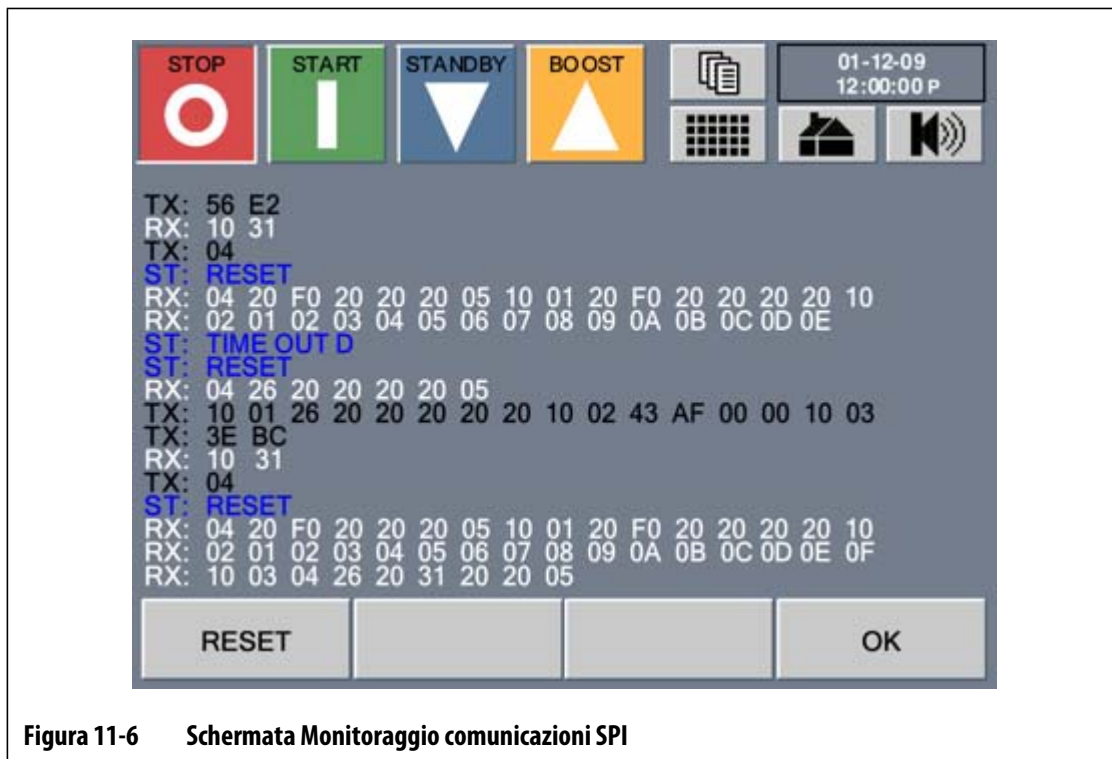 STOP START STANDBY BOOST
01-12-09
12:00:00 P
TX: 56 E2
RX: 10 31
TX: 04
ST: RESET
RX: 04 20 F0 20 20 20 05 10 01 20 F0 20 20 20 20 10
RX: 02 01 02 03 04 05 06 07 08 09 0A 0B 0C 0D 0E
ST: TIME OUT D
ST: RESET
RX: 04 26 20 20 20 20 05
TX: 10 01 26 20 20 20 20 20 10 02 43 AF 00 00 10 03
TX: 3E BC
RX: 10 31
TX: 04
ST: RESET
RX: 04 20 F0 20 20 20 05 10 01 20 F0 20 20 20 20 10
RX: 02 01 02 03 04 05 06 07 08 09 0A 0B 0C 0D 0E 0F
RX: 10 03 04 26 20 31 20 20 05
RESET OK
Figura 11-6 Schermata Monitoraggio comunicazioni SPI